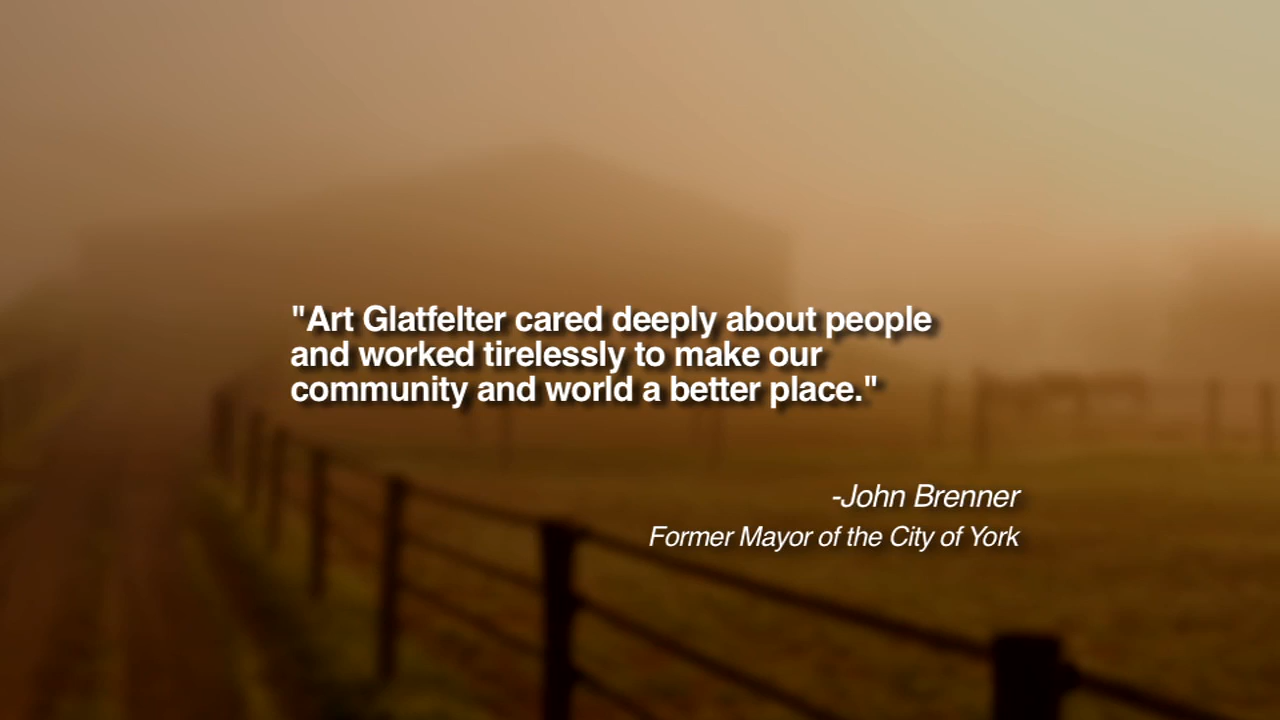 "Art Glatfelter cared deeply about people
and worked tirelessly to make our
community and world a better place."
-John Brenner
Former Mayor of the City of York